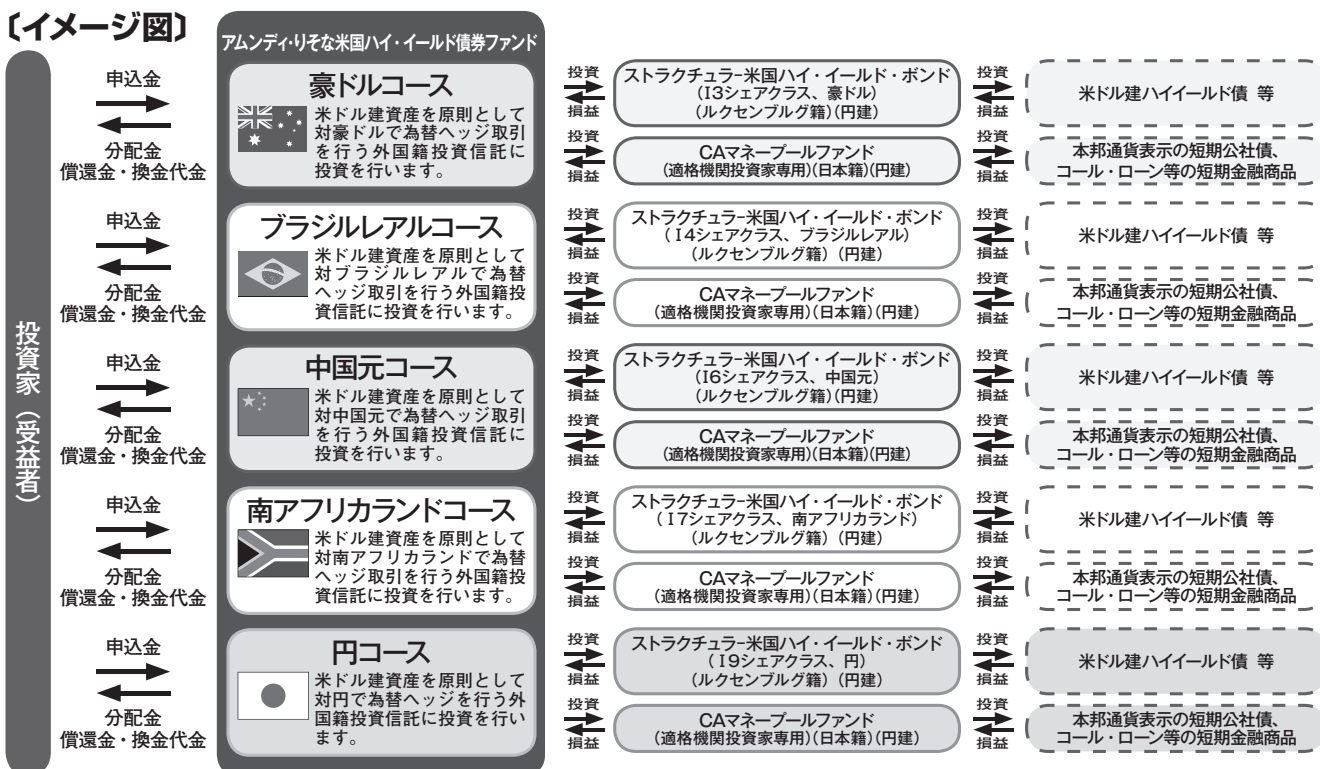 〔イメージ図〕
アムンディ・りそな米国ハイ・イールド債券ファンド
投資家（受益者）
申込金
分配金
償還金・換金代金
豪ドルコース
米ドル建資産を原則として
対豪ドルで為替ヘッジ取引
を行う外国籍投資信託に
投資を行います。
投資
損益
ストラクチュラ−米国ハイ・イールド・ボンド
(I3シェアクラス、豪ドル)
(ルクセンブルグ籍)(円建)
投資
損益
米ドル建ハイイールド債 等
投資
損益
CAマネープールファンド
(適格機関投資家専用)(日本籍)(円建)
投資
損益
本邦通貨表示の短期公社債、
コール・ローン等の短期金融商品
申込金
分配金
償還金・換金代金
ブラジルレアルコース
米ドル建資産を原則として
対ブラジルレアルで為替
ヘッジ取引を行う外国籍投
資信託に投資を行います。
投資
損益
ストラクチュラ−米国ハイ・イールド・ボンド
(I4シェアクラス、ブラジルレアル)
(ルクセンブルグ籍) (円建)
投資
損益
米ドル建ハイイールド債 等
投資
損益
CAマネープールファンド
(適格機関投資家専用)(日本籍)(円建)
投資
損益
本邦通貨表示の短期公社債、
コール・ローン等の短期金融商品
申込金
分配金
償還金・換金代金
中国元コース
米ドル建資産を原則として
対中国元で為替ヘッジ取引
を行う外国籍投資信託に
投資を行います。
投資
損益
ストラクチュラ−米国ハイ・イールド・ボンド
(I6シェアクラス、中国元)
(ルクセンブルグ籍)(円建)
投資
損益
米ドル建ハイイールド債 等
投資
損益
CAマネープールファンド
(適格機関投資家専用)(日本籍)(円建)
投資
損益
本邦通貨表示の短期公社債、
コール・ローン等の短期金融商品
申込金
分配金
償還金・換金代金
南アフリカランドコース
米ドル建資産を原則として
対南アフリカランドで為替
ヘッジ取引を行う外国籍投
資信託に投資を行います。
投資
損益
ストラクチュラ−米国ハイ・イールド・ボンド
(I7シェアクラス、南アフリカランド)
(ルクセンブルグ籍) (円建)
投資
損益
米ドル建ハイイールド債 等
投資
損益
CAマネープールファンド
(適格機関投資家専用)(日本籍)(円建)
投資
損益
本邦通貨表示の短期公社債、
コール・ローン等の短期金融商品
申込金
分配金
償還金・換金代金
円コース
米ドル建資産を原則として
対円で為替ヘッジを行う外
国籍投資信託に投資を行い
ます。
投資
損益
ストラクチュラ−米国ハイ・イールド・ボンド
(I9シェアクラス、円)
(ルクセンブルグ籍) (円建)
投資
損益
米ドル建ハイイールド債 等
投資
損益
CAマネープールファンド
(適格機関投資家専用)(日本籍)(円建)
投資
損益
本邦通貨表示の短期公社債、
コール・ローン等の短期金融商品